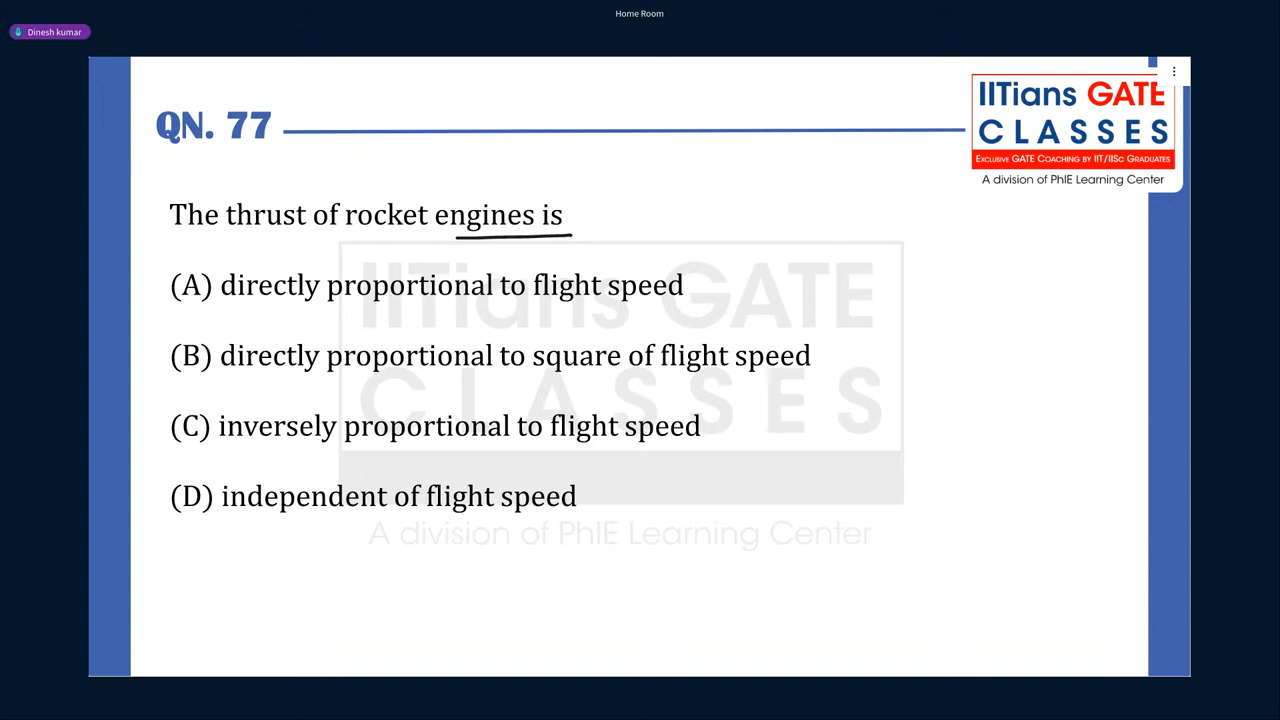 Home Room
Dinesh kumar
IITians GATE
CLASSES
EXCLUSIVE GATE COACHING BY IIT/IISC GRADUATES
A division of PhIE Learning Center
QN. 77
The thrust of rocket engines is
(A) directly proportional to flight speed
(B) directly proportional to square of flight speed
(C) inversely proportional to flight speed
(D) independent of flight speed
IITians GATE
CLASSES
A division of PhIE Learning Center